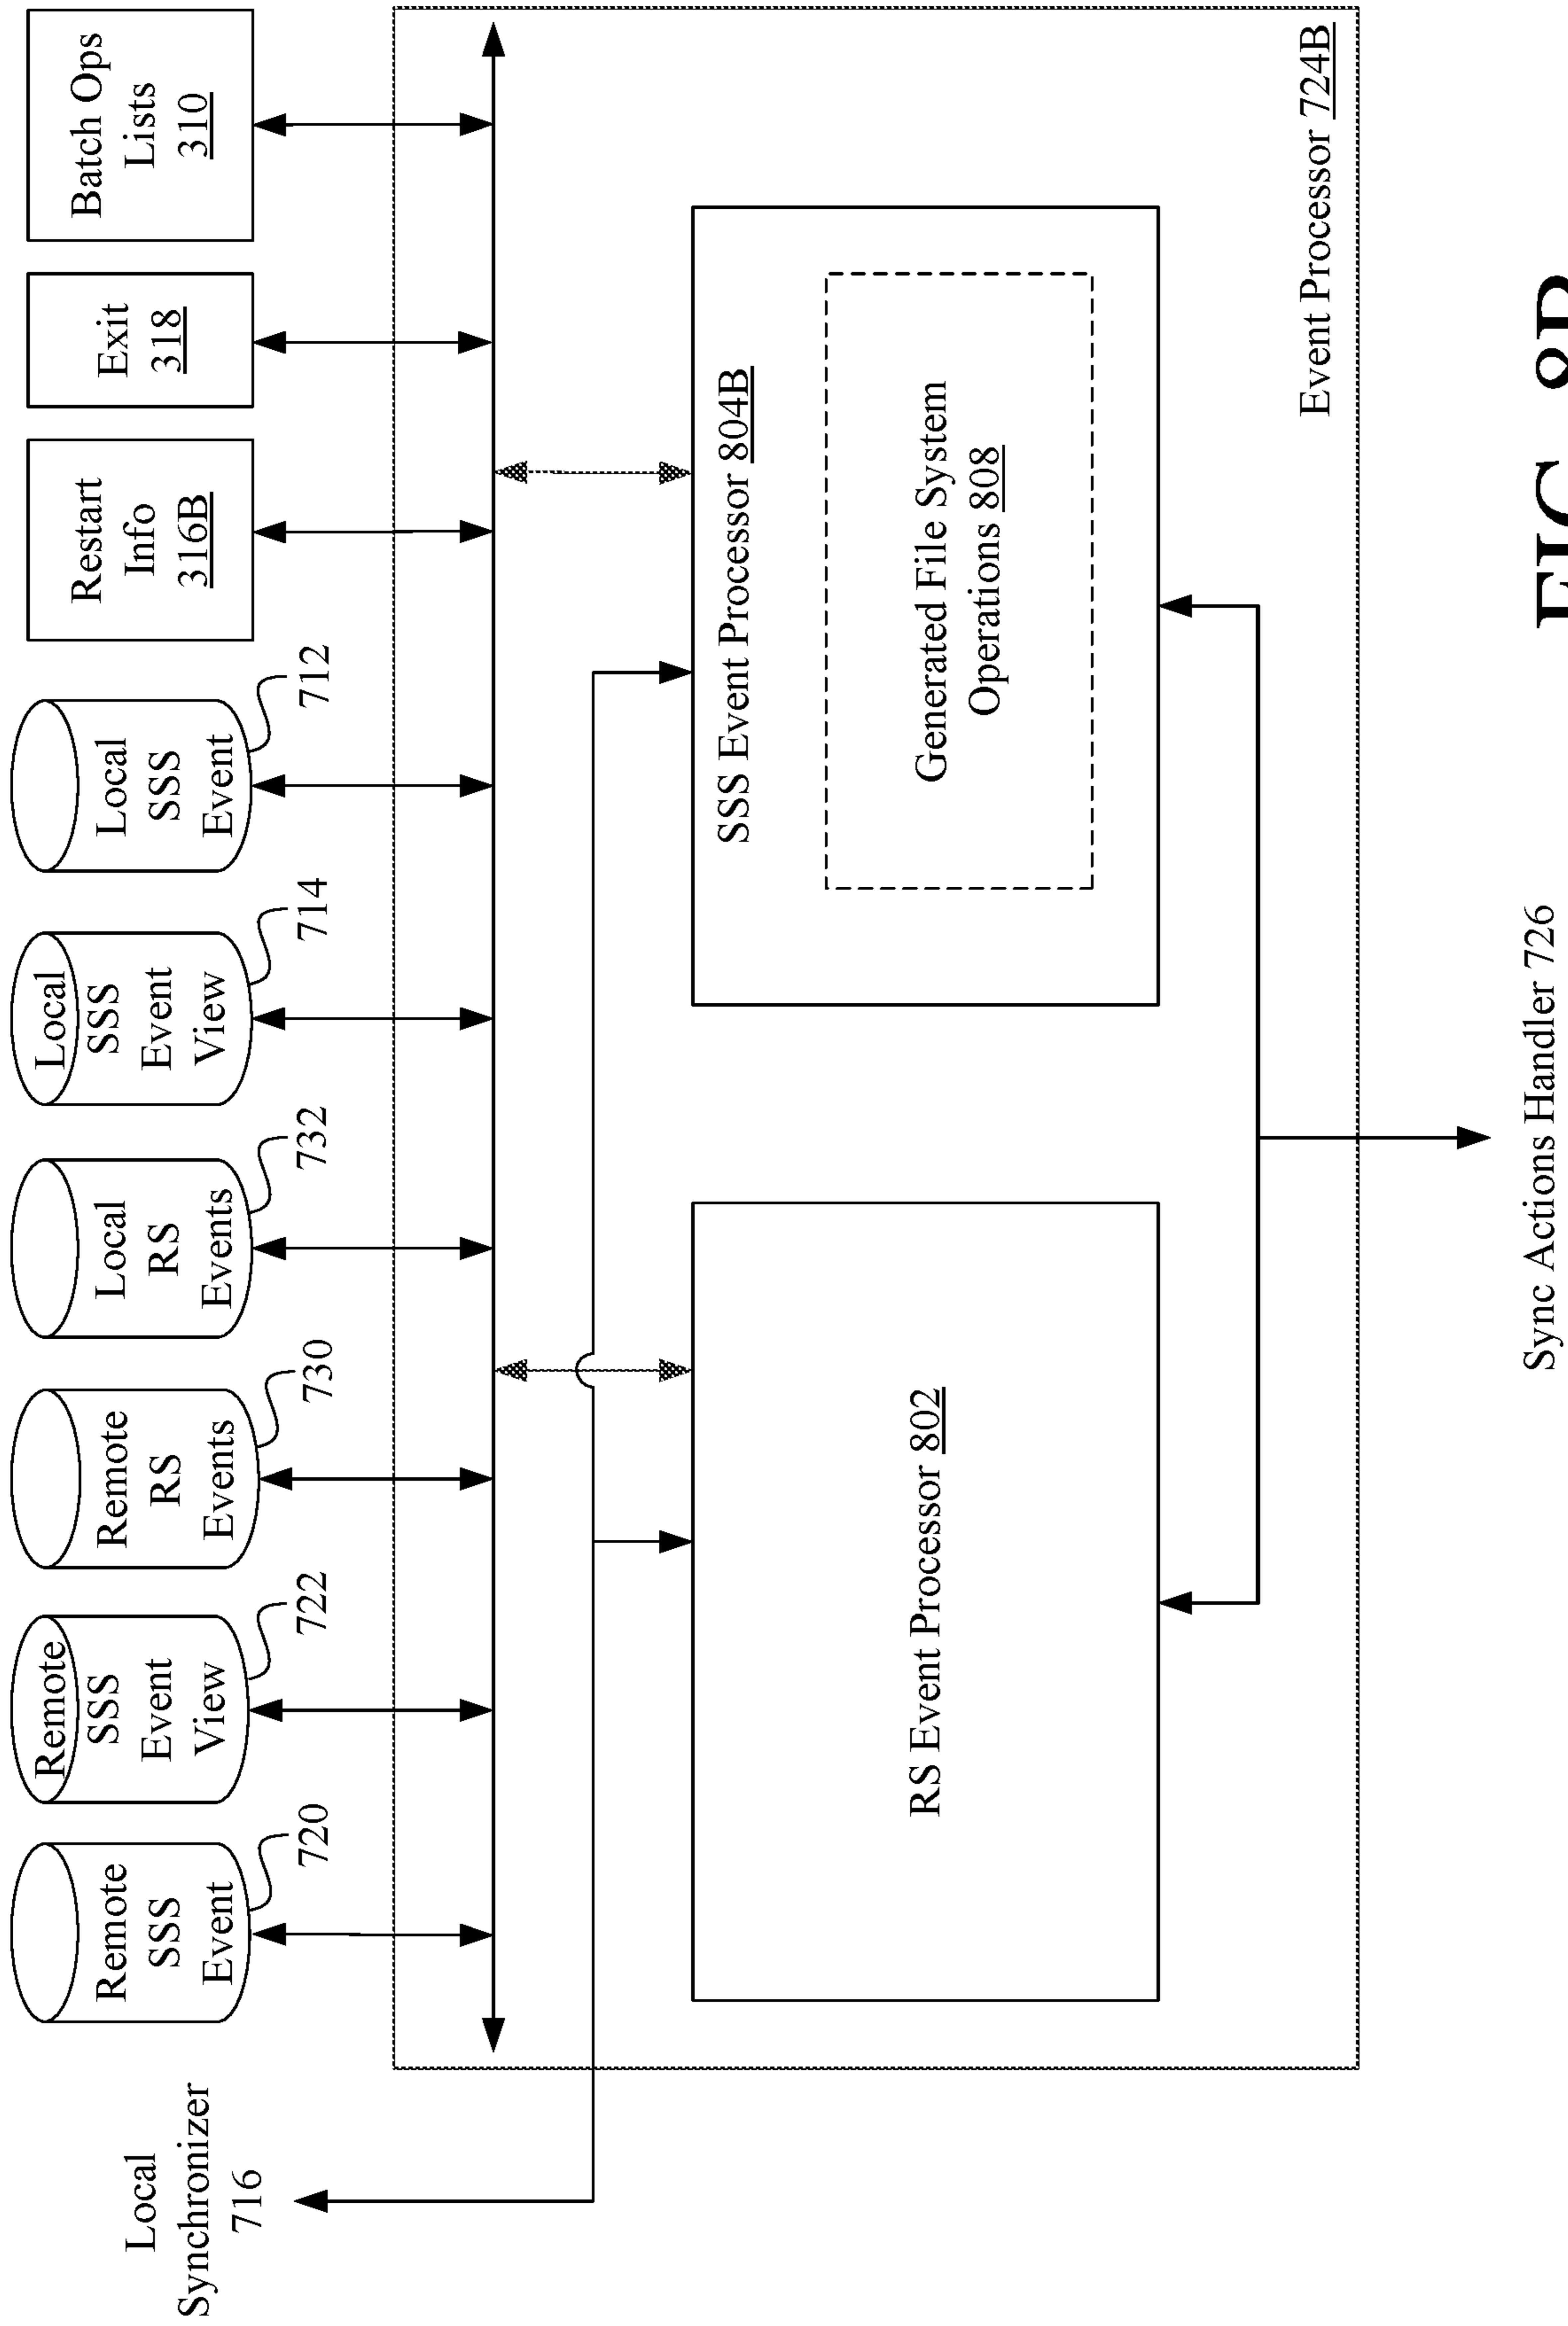 Local
Synchronizer
716
Remote
SSS
Event
720
Remote
SSS
Event
View
722
Remote
RS
Events
730
Local
RS
Events
732
Local
SSS
Event
View
714
Local
SSS
Event
712
Restart
Info
316B
Exit
318
Batch Ops
Lists
310
RS Event Processor 802
SSS Event Processor 804B
Generated File System
Operations 808
Event Processor 724B
Sync Actions Handler 726